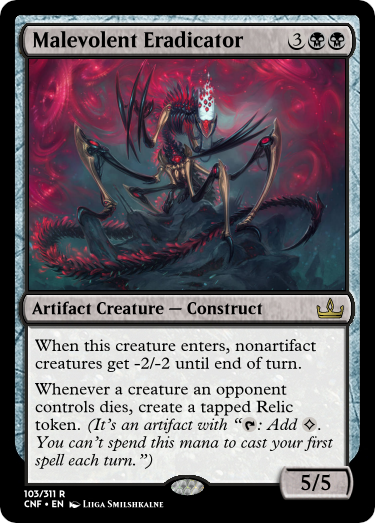 Malevolent Eradicator 3
Artifact Creature — Construct
When this creature enters, nonartifact
creatures get -2/-2 until end of turn.
Whenever a creature an opponent
controls dies, create a tapped Relic
token. (It's an artifact with “: Add .
You can't spend this mana to cast your first
spell each turn.”)
5/5
103/311 R
CNF • EN Liiga Smilshkalne